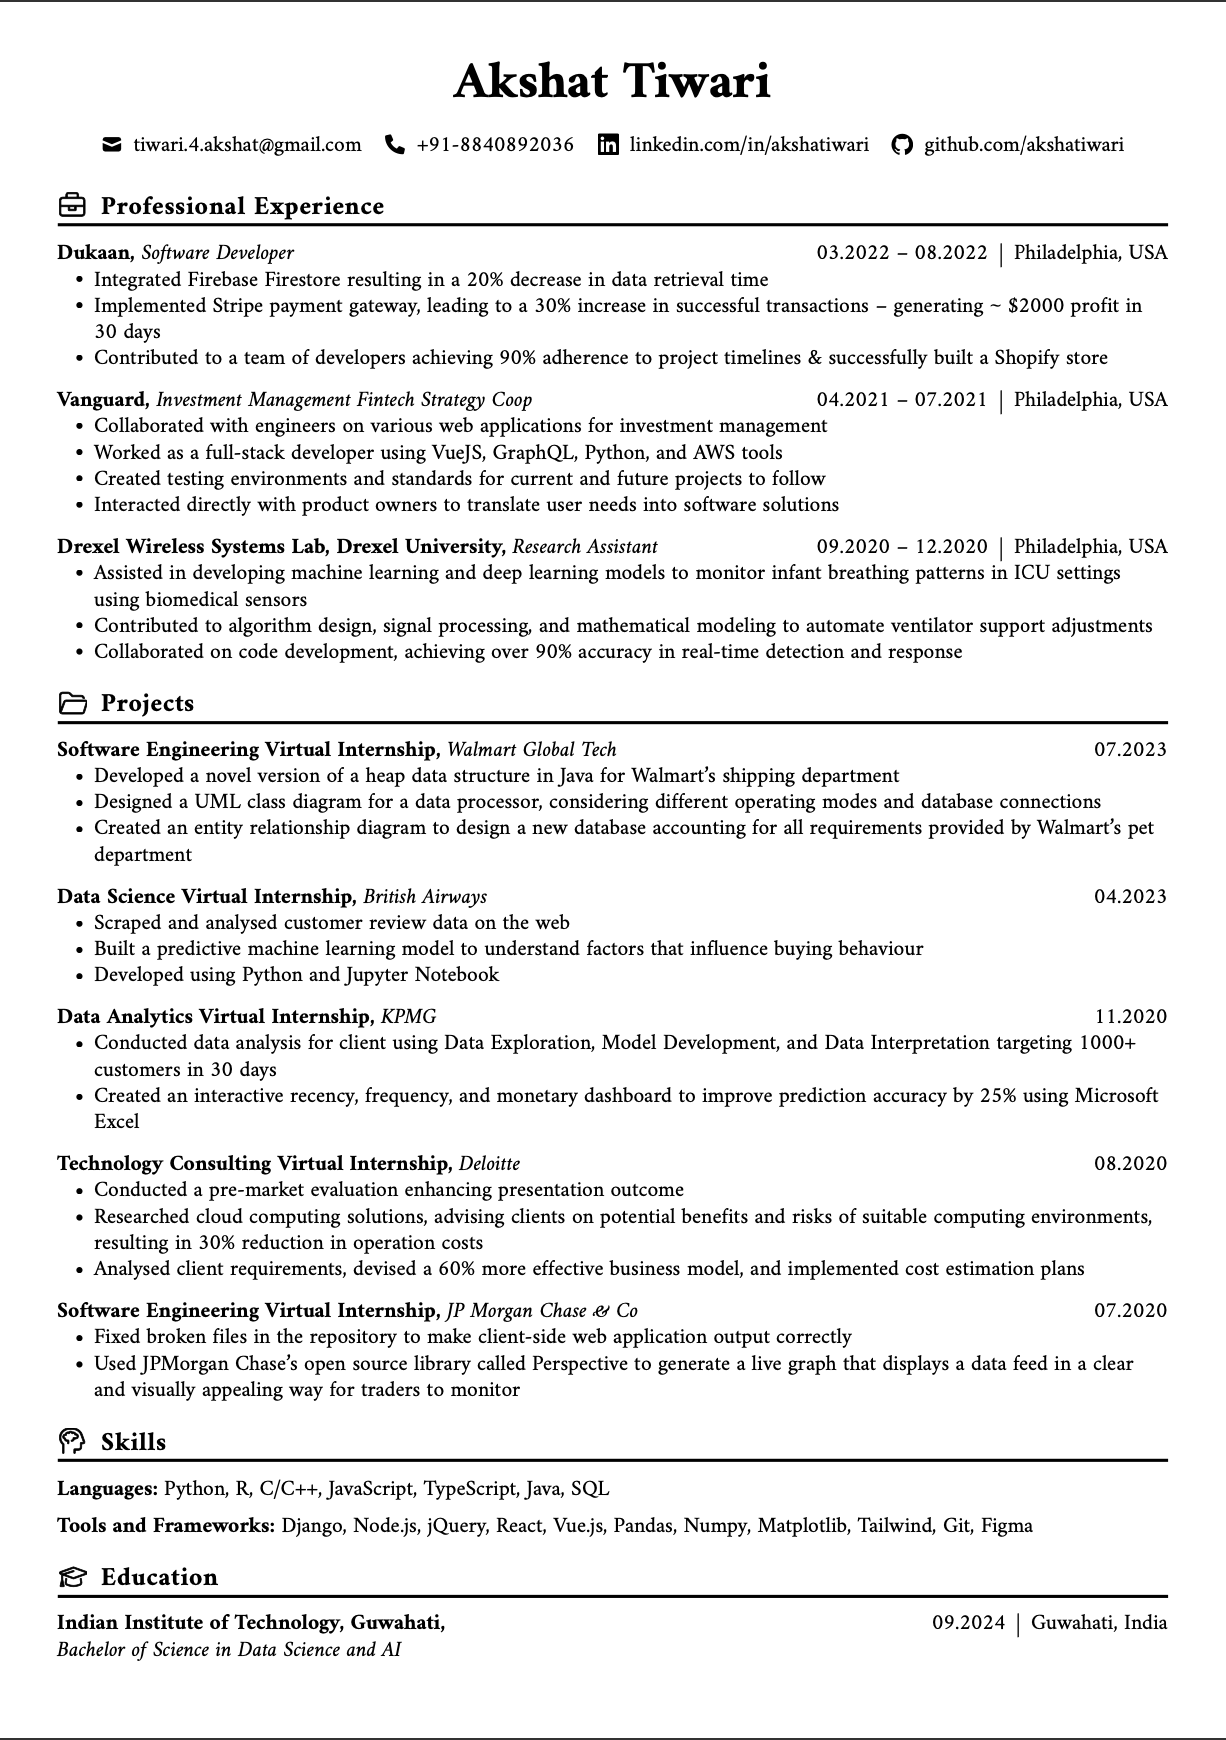 Akshat Tiwari
tiwari.4.akshat@gmail.com +91-8840892036 linkedin.com/in/akshatiwari github.com/akshatiwari
Professional Experience
Dukaan, Software Developer 03.2022 – 08.2022 | Philadelphia, USA
• Integrated Firebase Firestore resulting in a 20% decrease in data retrieval time
• Implemented Stripe payment gateway, leading to a 30% increase in successful transactions – generating ~ $2000 profit in
30 days
• Contributed to a team of developers achieving 90% adherence to project timelines & successfully built a Shopify store
Vanguard, Investment Management Fintech Strategy Coop 04.2021 – 07.2021 | Philadelphia, USA
• Collaborated with engineers on various web applications for investment management
• Worked as a full-stack developer using VueJS, GraphQL, Python, and AWS tools
• Created testing environments and standards for current and future projects to follow
• Interacted directly with product owners to translate user needs into software solutions
Drexel Wireless Systems Lab, Drexel University, Research Assistant 09.2020 – 12.2020 | Philadelphia, USA
• Assisted in developing machine learning and deep learning models to monitor infant breathing patterns in ICU settings
using biomedical sensors
• Contributed to algorithm design, signal processing, and mathematical modeling to automate ventilator support adjustments
• Collaborated on code development, achieving over 90% accuracy in real-time detection and response
Projects
Software Engineering Virtual Internship, Walmart Global Tech 07.2023
• Developed a novel version of a heap data structure in Java for Walmart’s shipping department
• Designed a UML class diagram for a data processor, considering different operating modes and database connections
• Created an entity relationship diagram to design a new database accounting for all requirements provided by Walmart’s pet
department
Data Science Virtual Internship, British Airways 04.2023
• Scraped and analysed customer review data on the web
• Built a predictive machine learning model to understand factors that influence buying behaviour
• Developed using Python and Jupyter Notebook
Data Analytics Virtual Internship, KPMG 11.2020
• Conducted data analysis for client using Data Exploration, Model Development, and Data Interpretation targeting 1000+
customers in 30 days
• Created an interactive recency, frequency, and monetary dashboard to improve prediction accuracy by 25% using Microsoft
Excel
Technology Consulting Virtual Internship, Deloitte 08.2020
• Conducted a pre-market evaluation enhancing presentation outcome
• Researched cloud computing solutions, advising clients on potential benefits and risks of suitable computing environments,
resulting in 30% reduction in operation costs
• Analysed client requirements, devised a 60% more effective business model, and implemented cost estimation plans
Software Engineering Virtual Internship, JP Morgan Chase & Co 07.2020
• Fixed broken files in the repository to make client-side web application output correctly
• Used JPMorgan Chase’s open source library called Perspective to generate a live graph that displays a data feed in a clear
and visually appealing way for traders to monitor
Skills
Languages: Python, R, C/C++, JavaScript, TypeScript, Java, SQL
Tools and Frameworks: Django, Node.js, jQuery, React, Vue.js, Pandas, Numpy, Matplotlib, Tailwind, Git, Figma
Education
Indian Institute of Technology, Guwahati, 09.2024 | Guwahati, India
Bachelor of Science in Data Science and AI